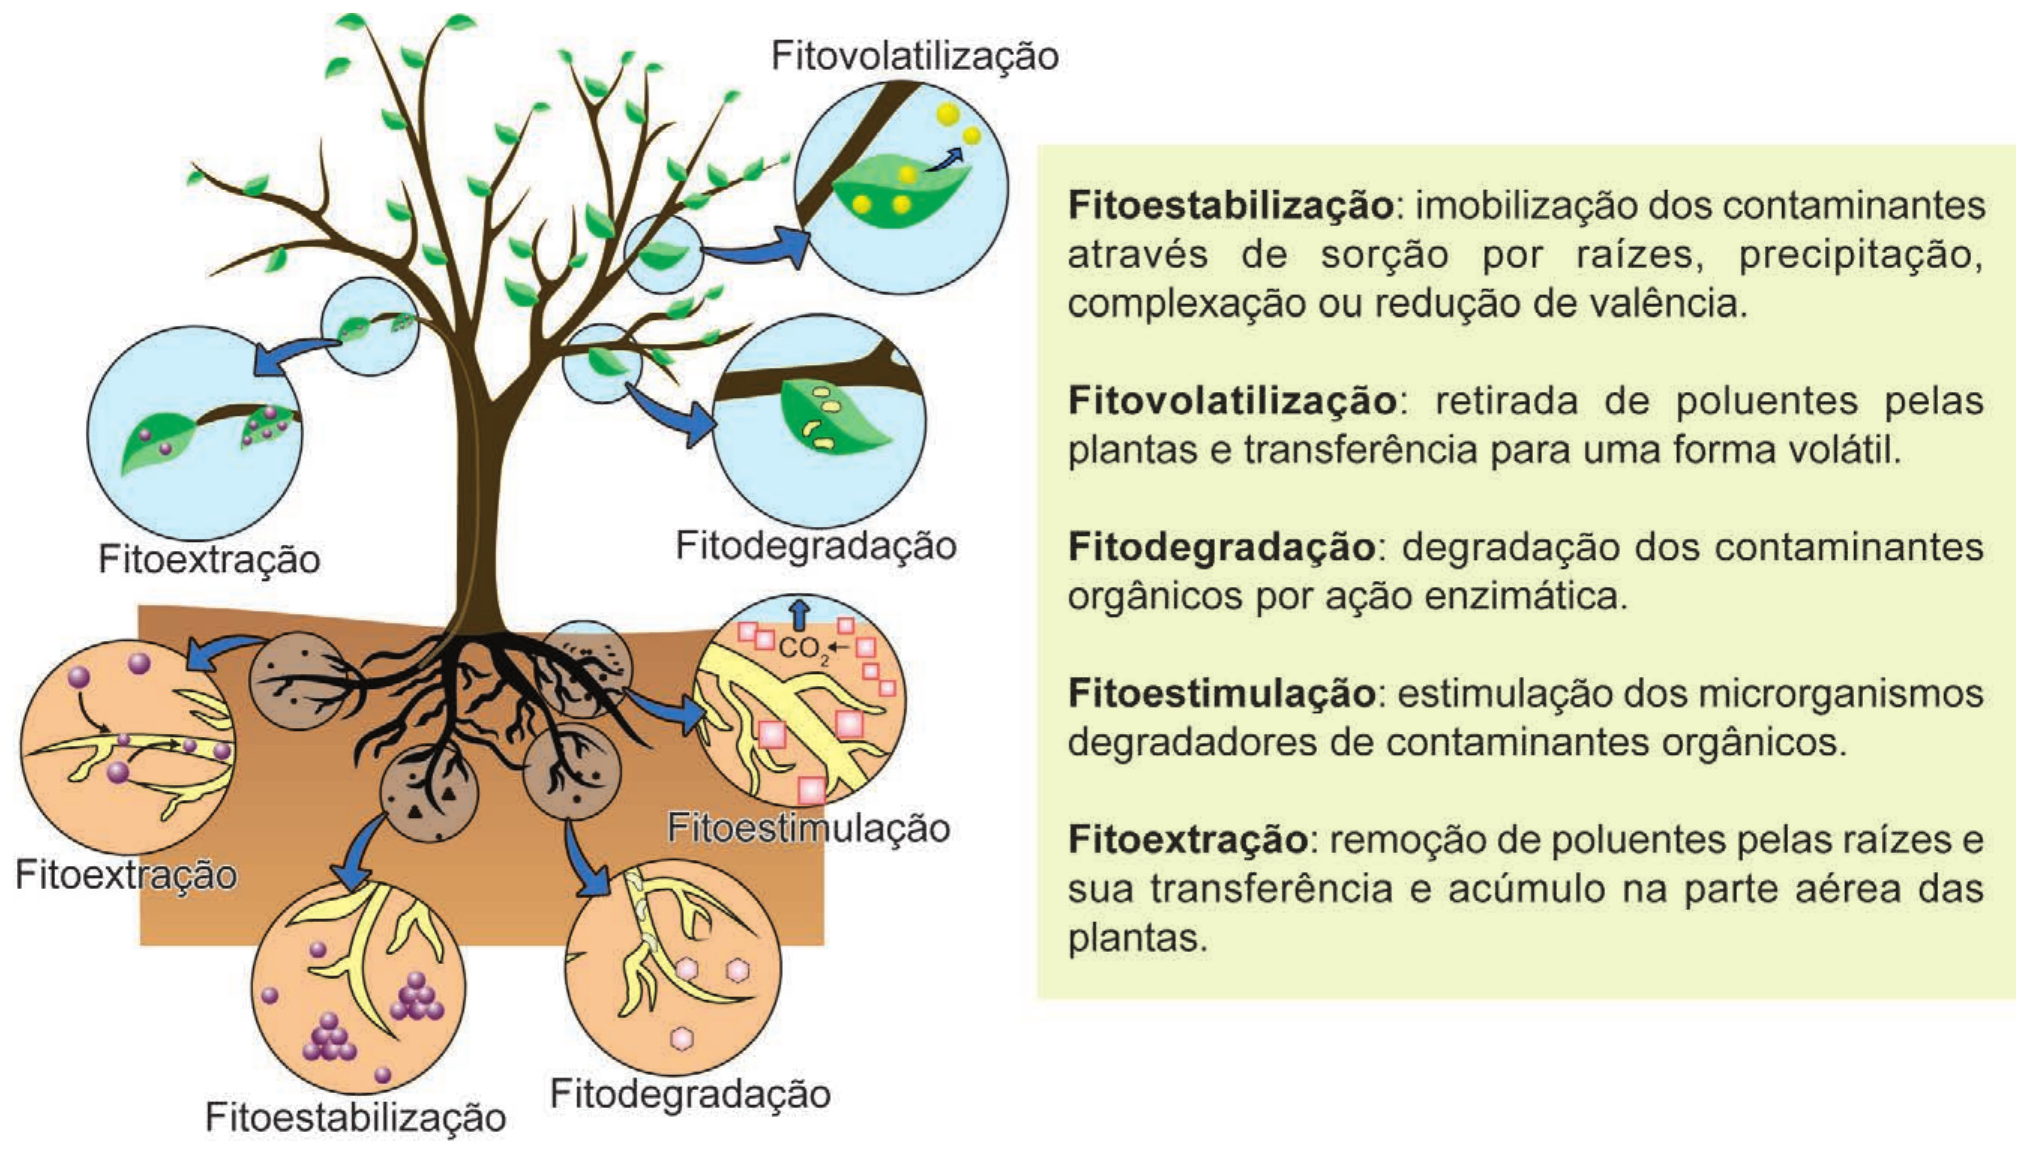 Fitovolatilização
Fitoextração
Fitodegradação
CO2
Fitoestimulação
Fitoextração
Fitoestabilização
Fitodegradação
Fitoestabilização: imobilização dos contaminantes
através de sorção por raízes, precipitação,
complexação ou redução de valência.
Fitovolatilização: retirada de poluentes pelas
plantas e transferência para uma forma volátil.
Fitodegradação: degradação dos contaminantes
orgânicos por ação enzimática.
Fitoestimulação: estimulação dos microrganismos
degradadores de contaminantes orgânicos.
Fitoextração: remoção de poluentes pelas raízes e
sua transferência e acúmulo na parte aérea das
plantas.